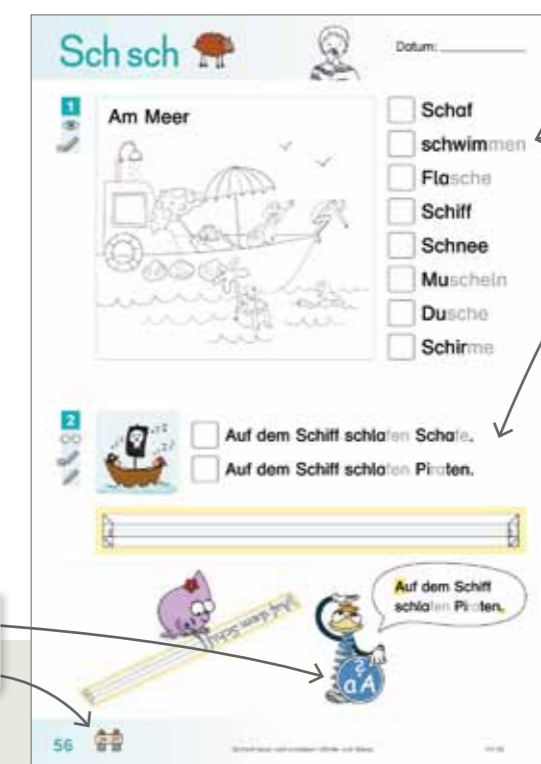 Sch sch
Datum:
1
Am Meer
Schaf
schwimmen
Flasche
Schiff
Schnee
Muscheln
Dusche
Schirme
2
Auf dem Schiff schlafen Schafe.
Auf dem Schiff schlafen Piraten.
Auf dem Schiff
Auf dem Schiff
schlafen Piraten.
Aa
56